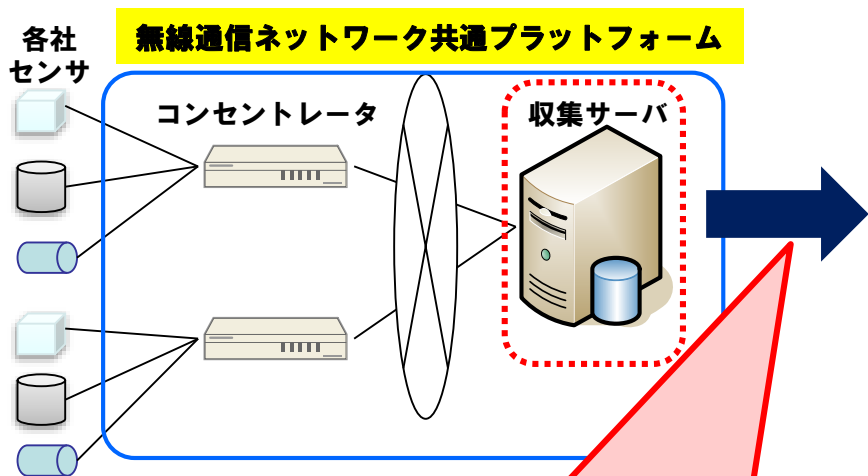 無線通信ネットワーク共通プラットフォーム
各社
センサ
コンセントレータ
収集サーバ